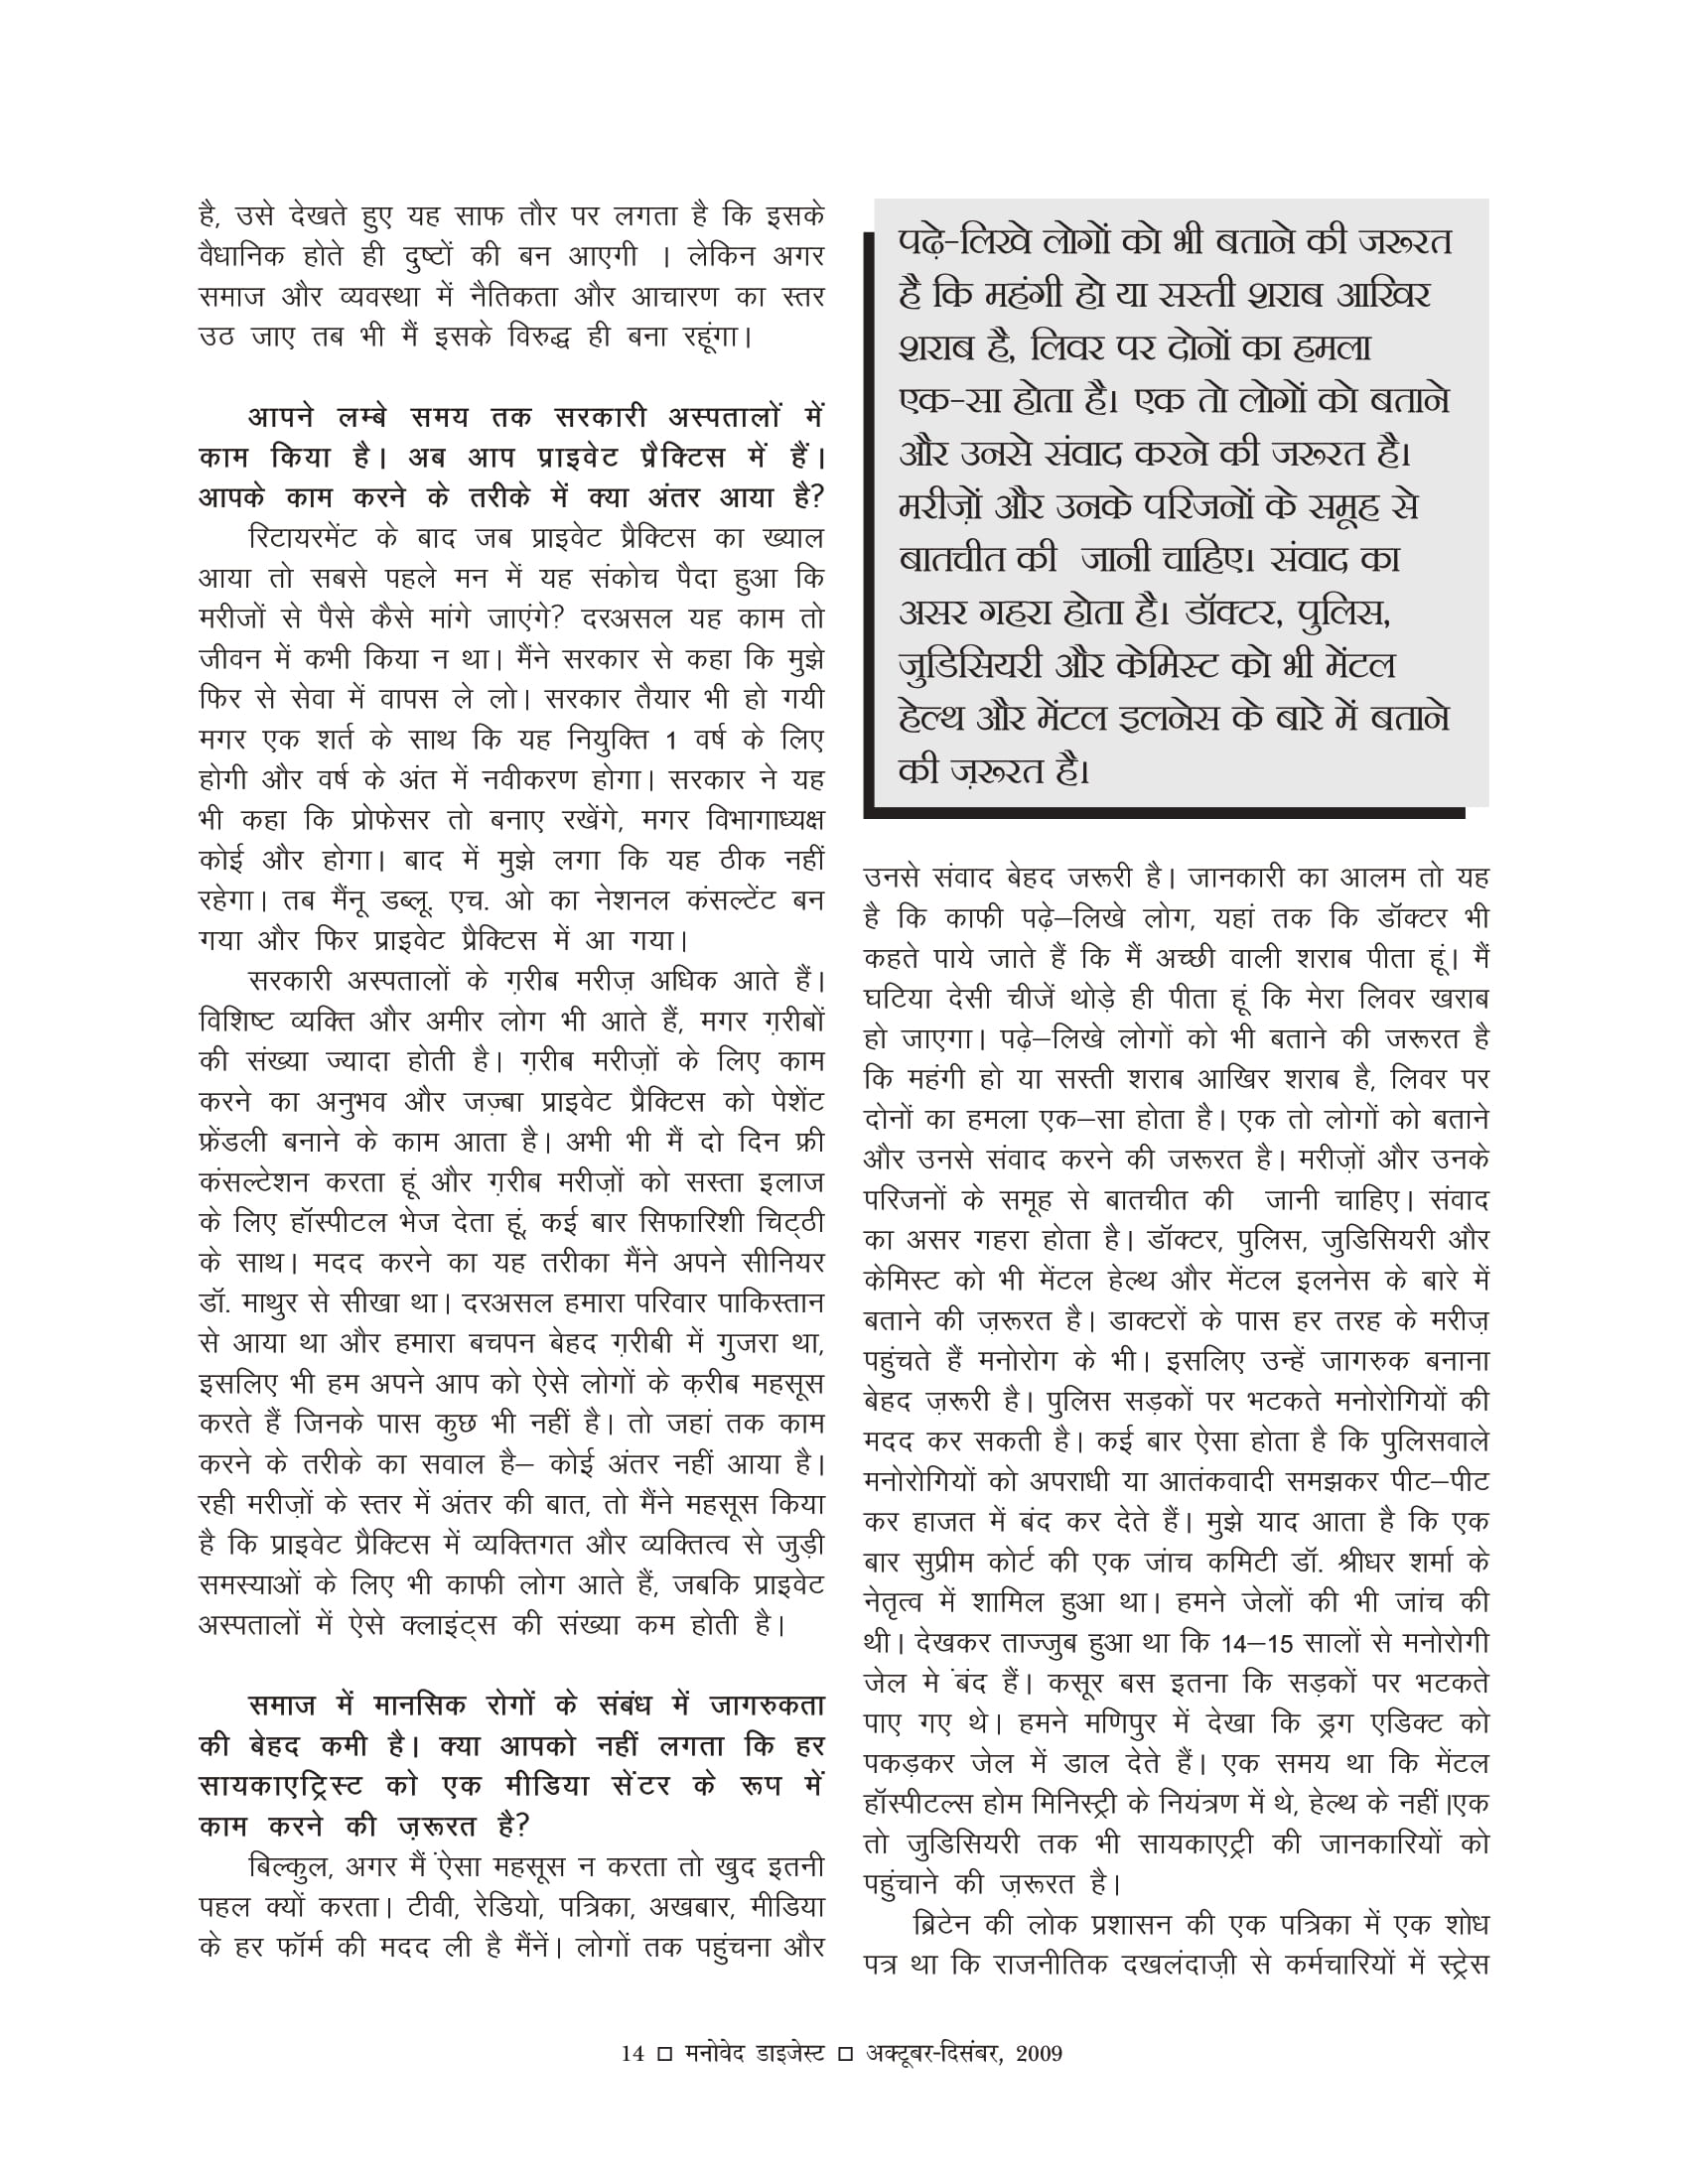 है, उसे देखते हुए यह साफ तौर पर लगता है कि इसके
वैधानिक होते ही दुष्टों की बन आएगी । लेकिन अगर
समाज और व्यवस्था में नैतिकता और आचारण का स्तर
उठ जाए तब भी मैं इसके विरुद्ध ही बना रहूंगा।
आपने लम्बे समय तक सरकारी अस्पतालों में
काम किया है। अब आप प्राइवेट प्रैक्टिस में हैं।
आपके काम करने के तरीके में क्या अंतर आया है?
रिटायरमेंट के बाद जब प्राइवेट प्रैक्टिस का ख्याल
आया तो सबसे पहले मन में यह संकोच पैदा हुआ कि
मरीजों से पैसे कैसे मांगे जाएंगे? दरअसल यह काम तो
जीवन में कभी किया न था। मैंने सरकार से कहा कि मुझे
फिर से सेवा में वापस ले लो। सरकार तैयार भी हो गयी
मगर एक शर्त के साथ कि यह नियुक्ति 1 वर्ष के लिए
होगी और वर्ष के अंत में नवीकरण होगा। सरकार ने यह
भी कहा कि प्रोफेसर तो बनाए रखेंगे, मगर विभागाध्यक्ष
कोई और होगा। बाद में मुझे लगा कि यह ठीक नहीं
रहेगा। तब मैंनू डब्लू. एच. ओ का नेशनल कंसल्टेंट बन
गया और फिर प्राइवेट प्रैक्टिस में आ गया।
सरकारी अस्पतालों के ग़रीब मरीज़ अधिक आते हैं।
विशिष्ट व्यक्ति और अमीर लोग भी आते हैं, मगर ग़रीबों
की संख्या ज्यादा होती है। ग़रीब मरीज़ों के लिए काम
करने का अनुभव और जज़्बा प्राइवेट प्रैक्टिस को पेशेंट
फ्रेंडली बनाने के काम आता है। अभी भी मैं दो दिन फ्री
कंसल्टेशन करता हूं और ग़रीब मरीज़ों को सस्ता इलाज
के लिए हॉस्पीटल भेज देता हूं, कई बार सिफारिशी चिट्ठी
के साथ। मदद करने का यह तरीका मैंने अपने सीनियर
डॉ. माथुर से सीखा था। दरअसल हमारा परिवार पाकिस्तान
से आया था और हमारा बचपन बेहद ग़रीबी में गुजरा था,
इसलिए भी हम अपने आप को ऐसे लोगों के क़रीब महसूस
करते हैं जिनके पास कुछ भी नहीं है। तो जहां तक काम
करने के तरीके का सवाल है– कोई अंतर नहीं आया है।
रही मरीज़ों के स्तर में अंतर की बात, तो मैंने महसूस किया
है कि प्राइवेट प्रैक्टिस में व्यक्तिगत और व्यक्तित्व से जुड़ी
समस्याओं के लिए भी काफी लोग आते हैं, जबकि प्राइवेट
अस्पतालों में ऐसे क्लाइंट्स की संख्या कम होती है।
समाज में मानसिक रोगों के संबंध में जागरुकता
की बेहद कमी है। क्या आपको नहीं लगता कि हर
सायकाएट्रिस्ट को एक मीडिया सेंटर के रूप में
काम करने की ज़रूरत है?
बिल्कुल, अगर मैं ऐसा महसूस न करता तो खुद इतनी
पहल क्यों करता। टीवी, रेडियो, पत्रिका, अखबार, मीडिया
के हर फॉर्म की मदद ली है मैंनें। लोगों तक पहुंचना और
पढ़े-लिखे लोगों को भी बताने की जरूरत
है कि महंगी हो या सस्ती शराब आखिर
शराब है, लिवर पर दोनों का हमला
एक-सा होता है। एक तो लोगों को बताने
और उनसे संवाद करने की जरूरत है।
मरीज़ों और उनके परिजनों के समूह से
बातचीत की जानी चाहिए। संवाद का
असर गहरा होता है। डॉक्टर, पुलिस,
जुडिसियरी और केमिस्ट को भी मेंटल
हेल्थ और मेंटल इलनेस के बारे में बताने
की ज़रूरत है।
उनसे संवाद बेहद जरूरी है। जानकारी का आलम तो यह
है कि काफी पढ़े–लिखे लोग, यहां तक कि डॉक्टर भी
कहते पाये जाते हैं कि मैं अच्छी वाली शराब पीता हूं। मैं
घटिया देसी चीजें थोड़े ही पीता हूं कि मेरा लिवर खराब
हो जाएगा। पढ़े–लिखे लोगों को भी बताने की जरूरत है
कि महंगी हो या सस्ती शराब आखिर शराब है, लिवर पर
दोनों का हमला एक–सा होता है। एक तो लोगों को बताने
और उनसे संवाद करने की जरूरत है। मरीज़ों और उनके
परिजनों के समूह से बातचीत की जानी चाहिए। संवाद
का असर गहरा होता है। डॉक्टर, पुलिस, जुडिसियरी और
केमिस्ट को भी मेंटल हेल्थ और मेंटल इलनेस के बारे में
बताने की ज़रूरत है। डाक्टरों के पास हर तरह के मरीज़
पहुंचते हैं मनोरोग के भी। इसलिए उन्हें जागरुक बनाना
बेहद ज़रूरी है। पुलिस सड़कों पर भटकते मनोरोगियों की
मदद कर सकती है। कई बार ऐसा होता है कि पुलिसवाले
मनोरोगियों को अपराधी या आतंकवादी समझकर पीट–पीट
कर हाजत में बंद कर देते हैं। मुझे याद आता है कि एक
बार सुप्रीम कोर्ट की एक जांच कमिटी डॉ. श्रीधर शर्मा के
नेतृत्व में शामिल हुआ था। हमने जेलों की भी जांच की
थी। देखकर ताज्जुब हुआ था कि 14–15 सालों से मनोरोगी
जेल मे बंद हैं। कसूर बस इतना कि सड़कों पर भटकते
पाए गए थे। हमने मणिपुर में देखा कि ड्रग एडिक्ट को
पकड़कर जेल में डाल देते हैं। एक समय था कि मेंटल
हॉस्पीटल्स होम मिनिस्ट्री के नियंत्रण में थे, हेल्थ के नहीं।एक
तो जुडिसियरी तक भी सायकाएट्री की जानकारियों को
पहुंचाने की ज़रूरत है।
ब्रिटेन की लोक प्रशासन की एक पत्रिका में एक शोध
पत्र था कि राजनीतिक दखलंदाज़ी से कर्मचारियों में स्ट्रेस
14 □ मनोवेद डाइजेस्ट □ अक्टूबर-दिसंबर, 2009